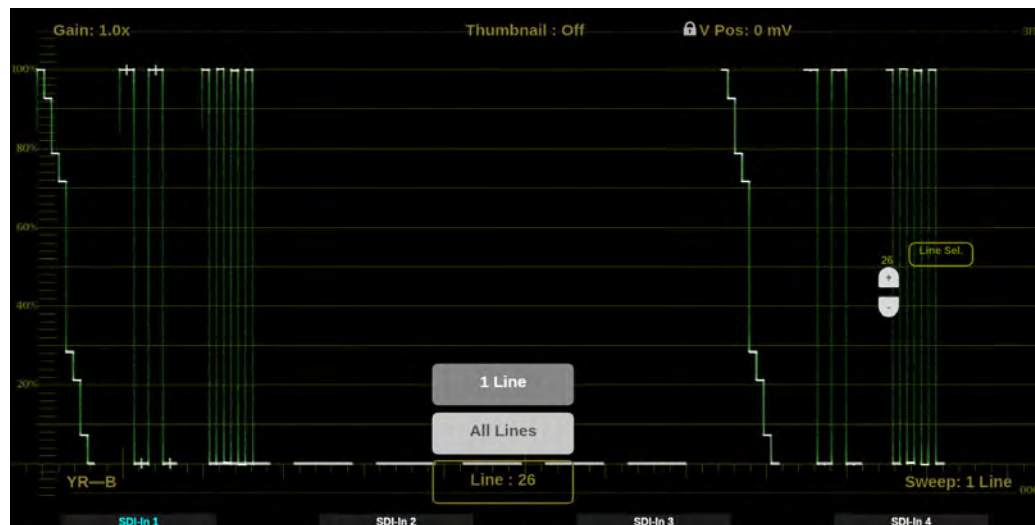 Gain: 1.0x
Thumbnail : Off
V Pos: 0 mV
100%
80%
60%
40%
20%
26
Line Sel.
+
-
1 Line
All Lines
Line : 26
YR—B
Sweep: 1 Line
SDI-In 1
SDI-In 2
SDI-In 3
SDI-In 4